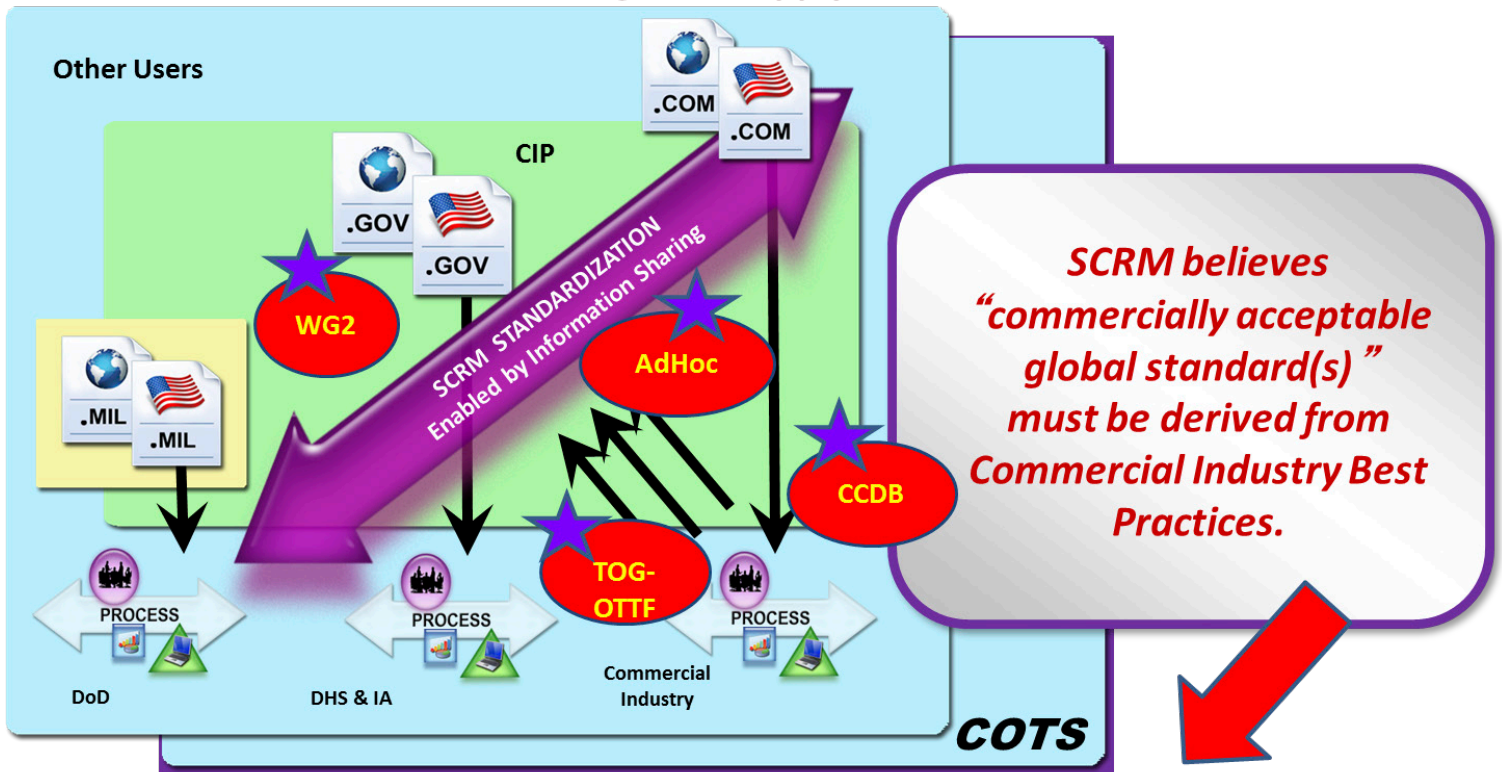 Other Users
CIP
.COM
.COM
.GOV
.GOV
.MIL
.MIL
SCRM STANDARDIZATION
Enabled by Information Sharing
WG2
AdHoc
CCDB
TOG-
OTTF
PROCESS
PROCESS
PROCESS
DoD
DHS & IA
Commercial
Industry
COTS
SCRM believes
“commercially acceptable
global standard(s) ”
must be derived from
Commercial Industry Best
Practices.